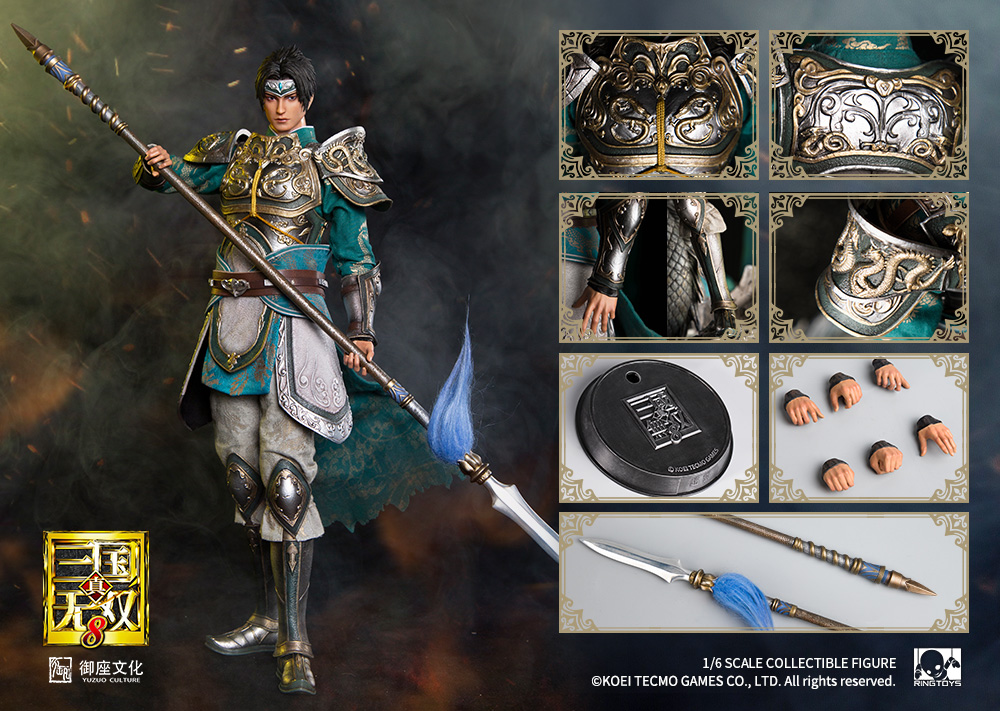 三国
真
无双
8
御座文化
YUZUO CULTURE
© KOEI TECMO GAMES
1/6 SCALE COLLECTIBLE FIGURE
©KOEI TECMO GAMES CO., LTD. All rights reserved.
RINGTOYS